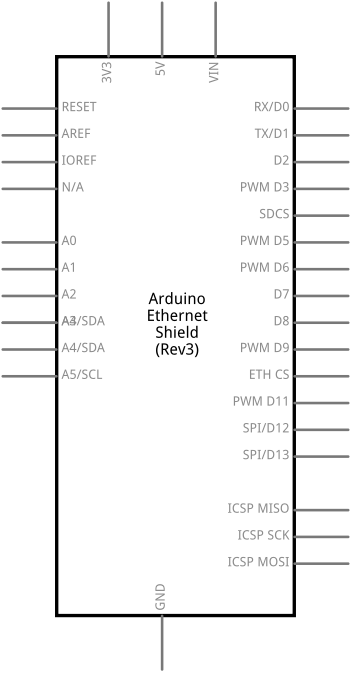 3V3
5V
VIN
RESET
AREF
IOREF
N/A
A0
A1
A2
A4/SDA
A5/SCL
RX/D0
TX/D1
D2
PWM D3
SDCS
PWM D5
PWM D6
D7
D8
PWM D9
ETH CS
PWM D11
SPI/D12
SPI/D13
ICSP MISO
ICSP SCK
ICSP MOSI
Arduino
Ethernet
Shield
(Rev3)
GND